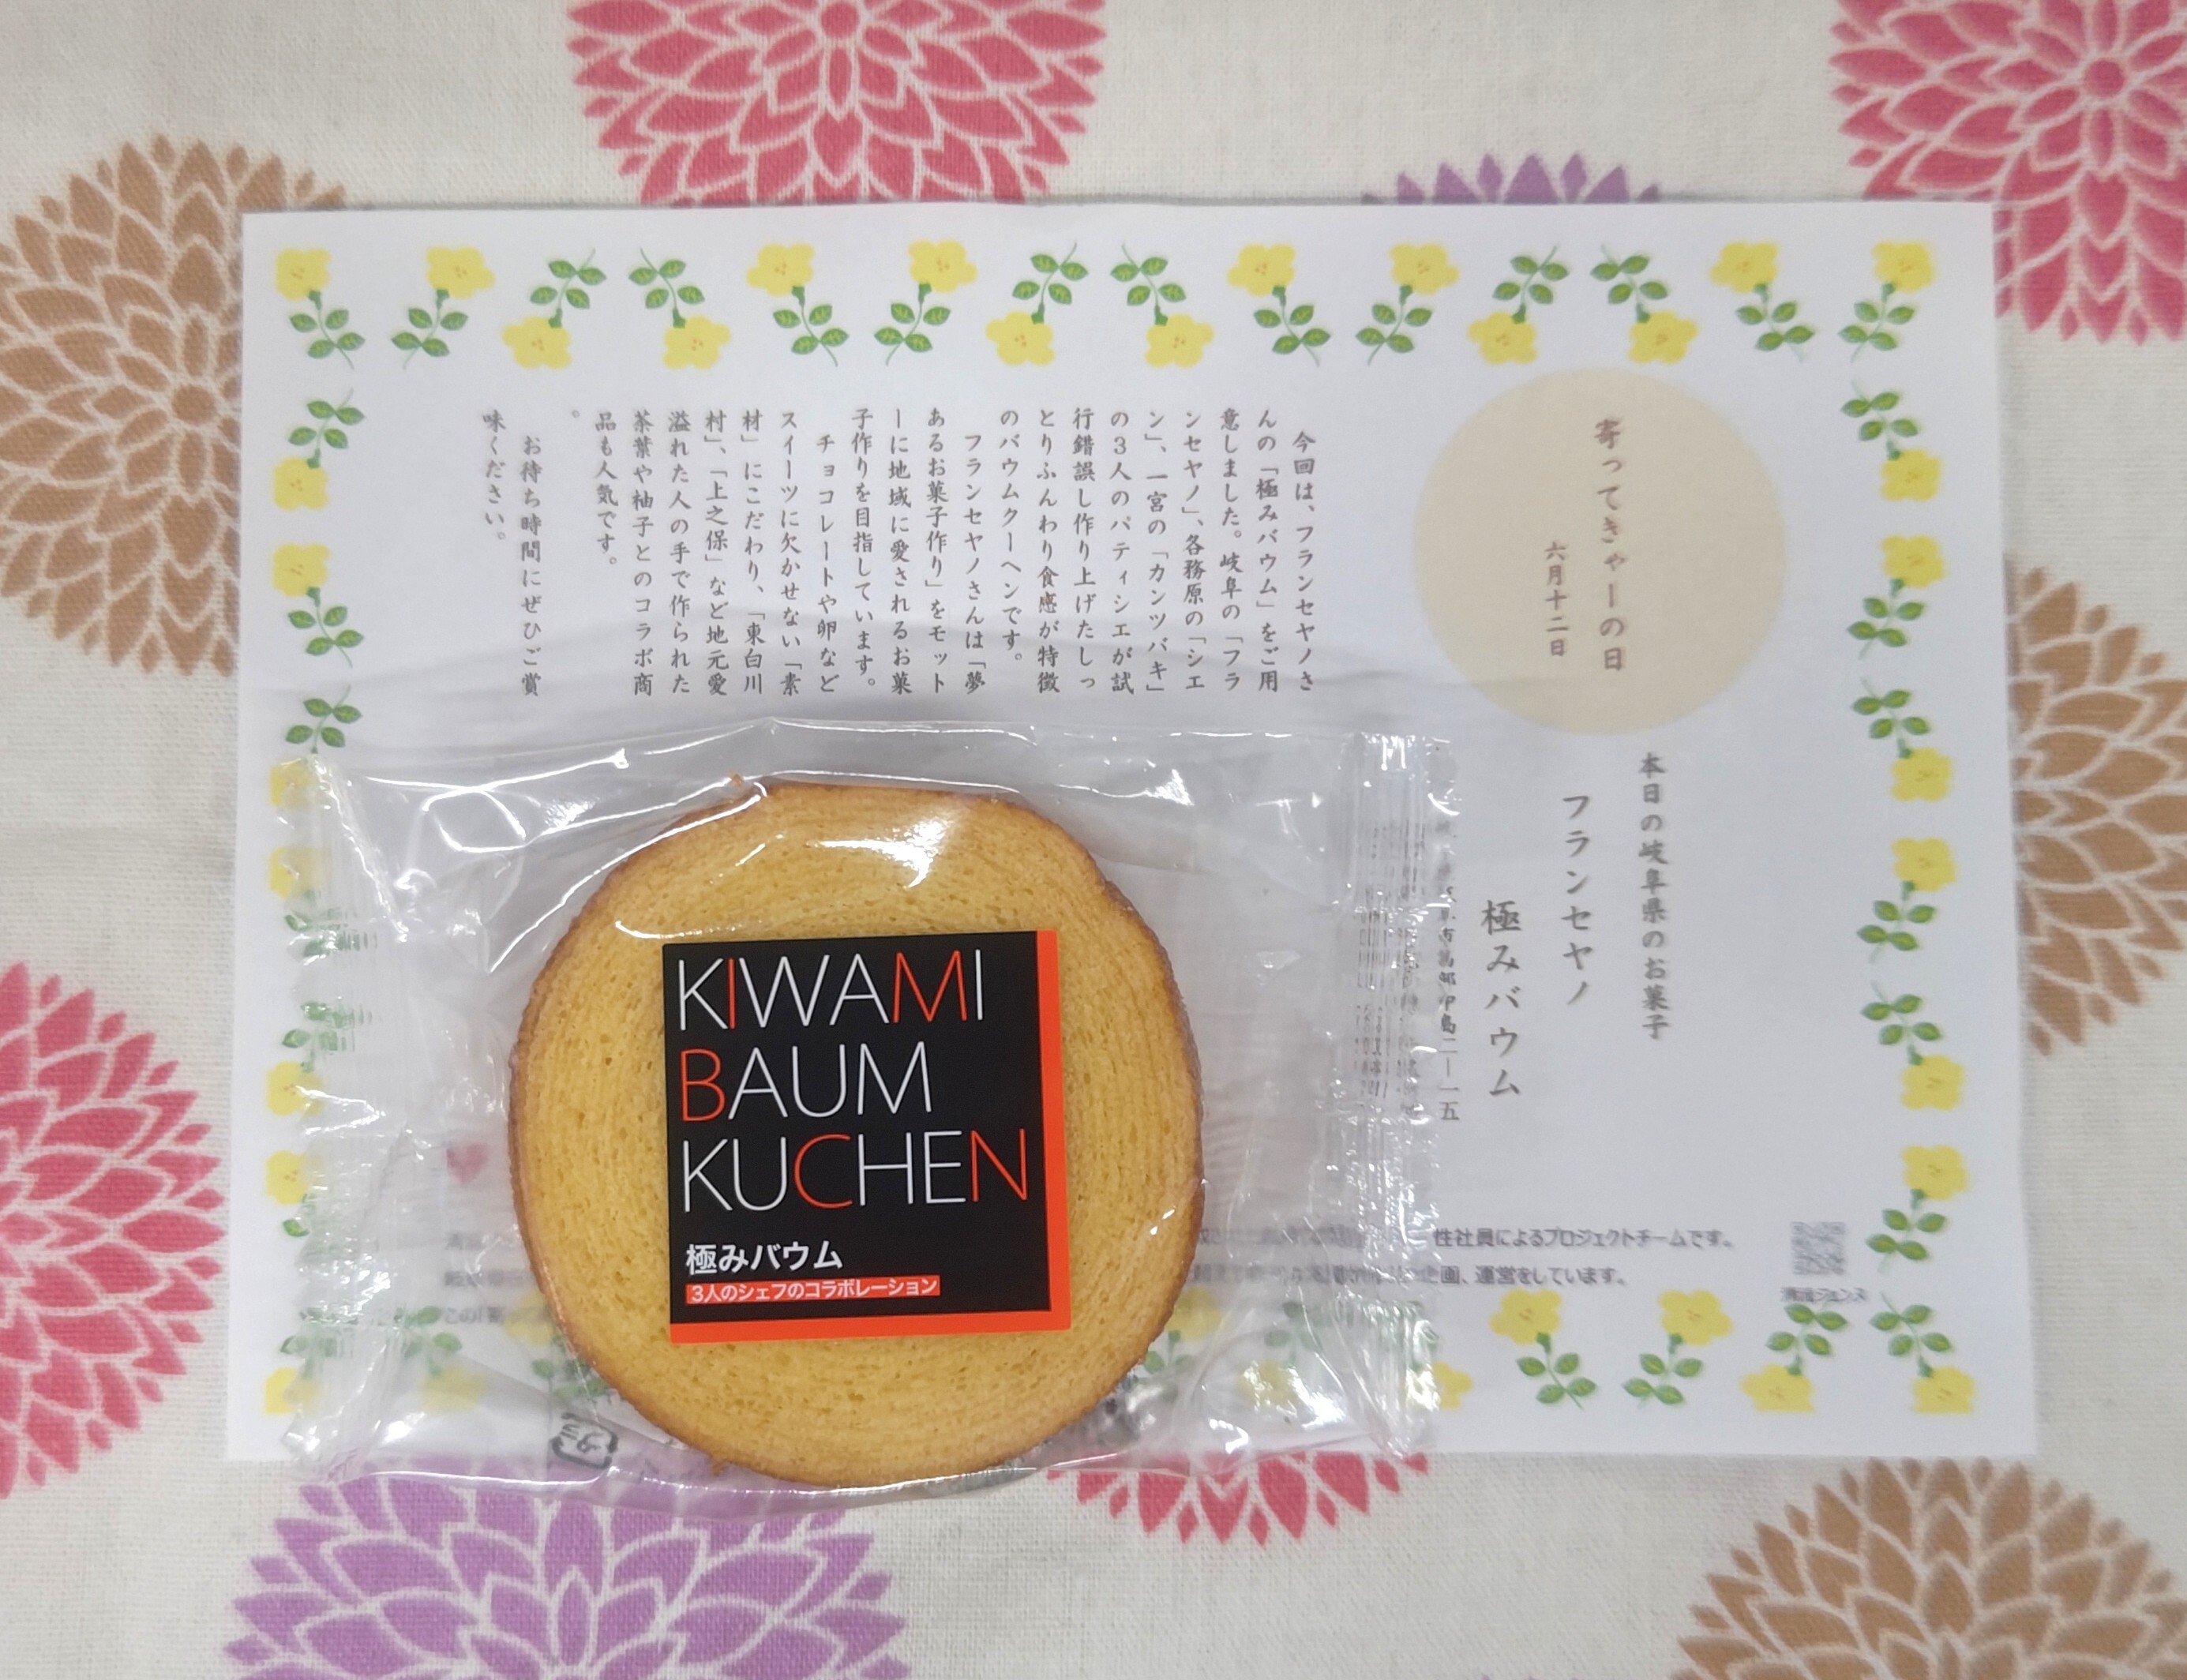 寄ってきゃーの日
六月十二日
本日の岐阜県のお菓子
フランセヤノ
極みバウム
二―一五
今回は、フランセヤノさ
んの「極みバウム」をご用
意しました。岐阜の「フラ
ンセヤノ」、各務原の「シエ
ン」、一宮の「カンツバキ」
の3人のパティシエが試
行錯誤し作り上げたしっ
とりふんわり食感が特徴
のバウムクーヘンです。
フランセヤノさんは「夢
あるお菓子作り」をモット
ーに地域に愛されるお菓
子作りを目指しています。
チョコレートや卵など
スイーツに欠かせない「素
材」にこだわり、「東白川
村」、「上之保」など地元愛
溢れた人の手で作られた
茶葉や柚子とのコラボ商
品も人気です。
。
お待ち時間にぜひご賞
味ください。
KIWAMI
BAUM
KUCHEN
極みバウム
3人のシェフのコラボレーション
性社員によるプロジェクトチームです。
企画、運営をしています。